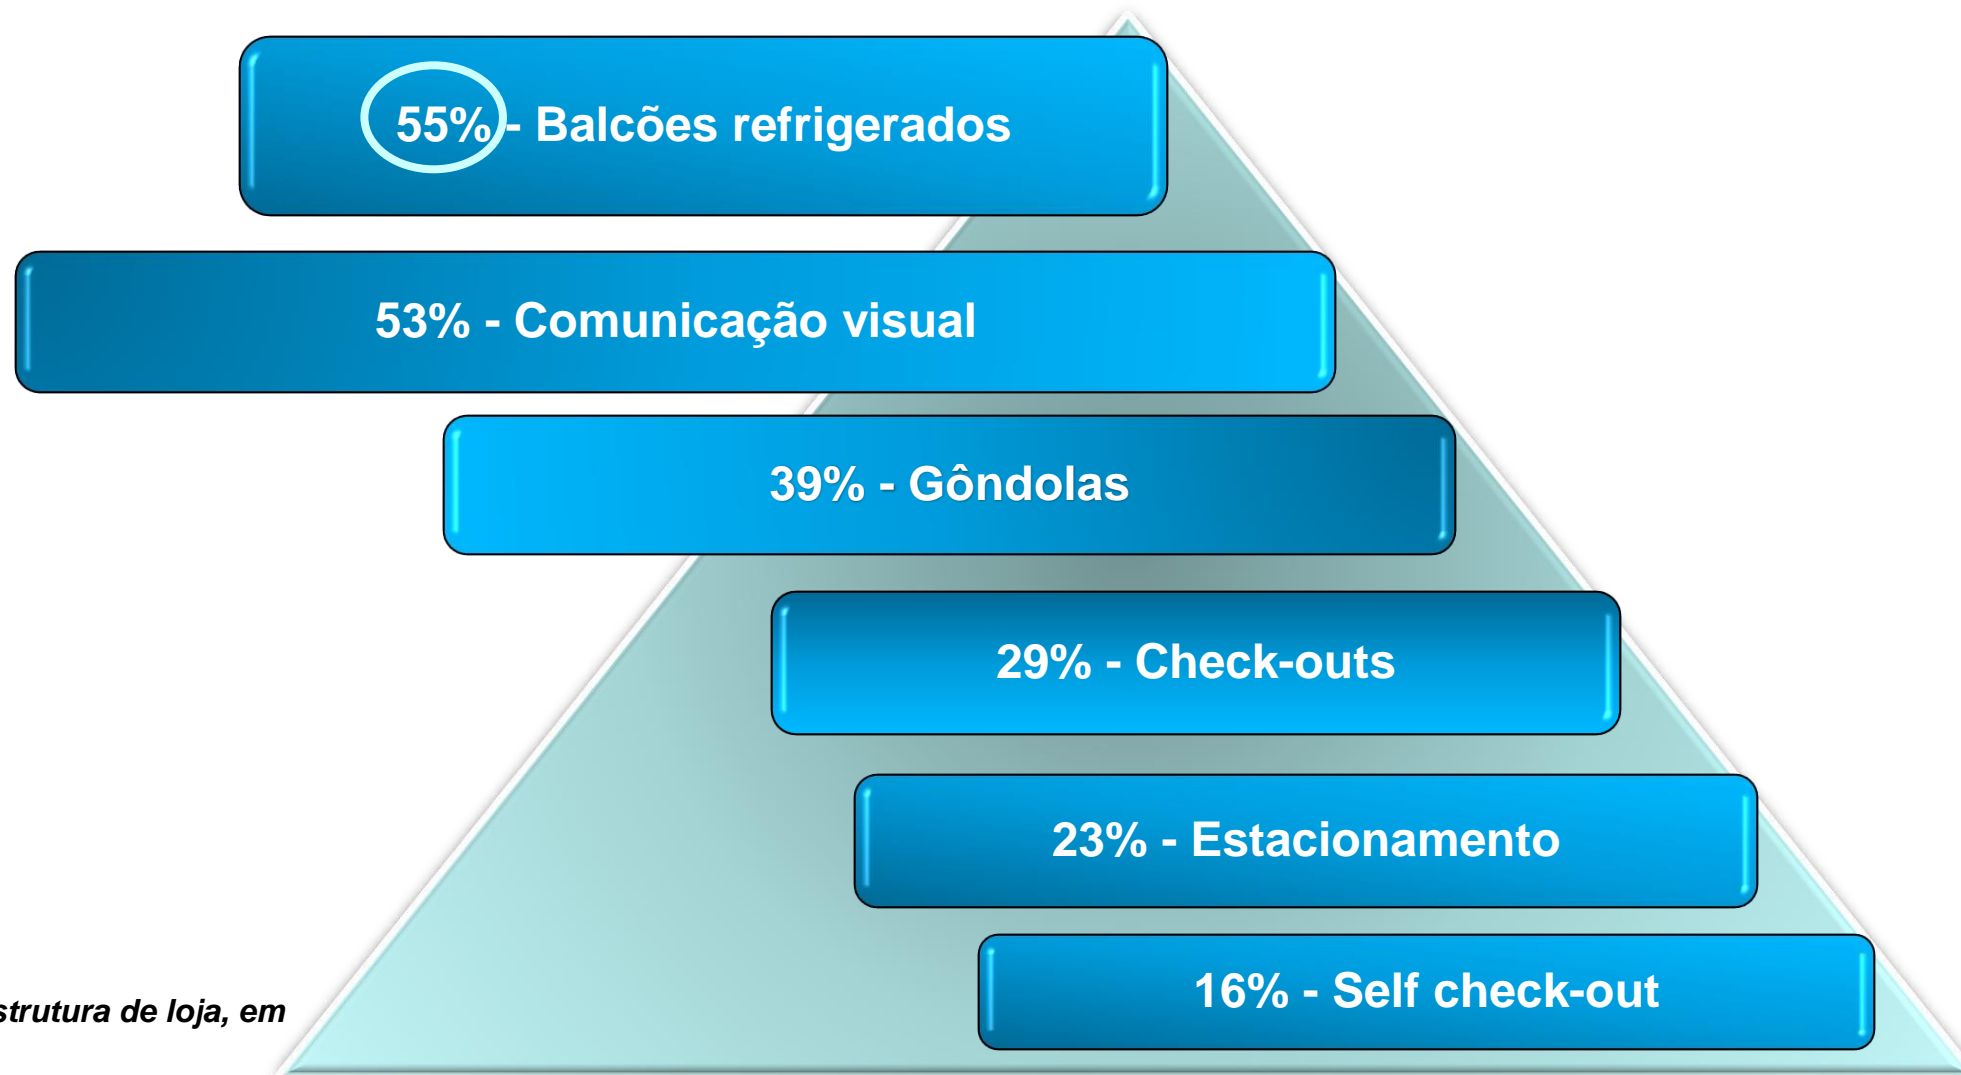 55% - Balcões refrigerados
53% - Comunicação visual
39% - Gôndolas
29% - Check-outs
23% - Estacionamento
16% - Self check-out
de loja, em